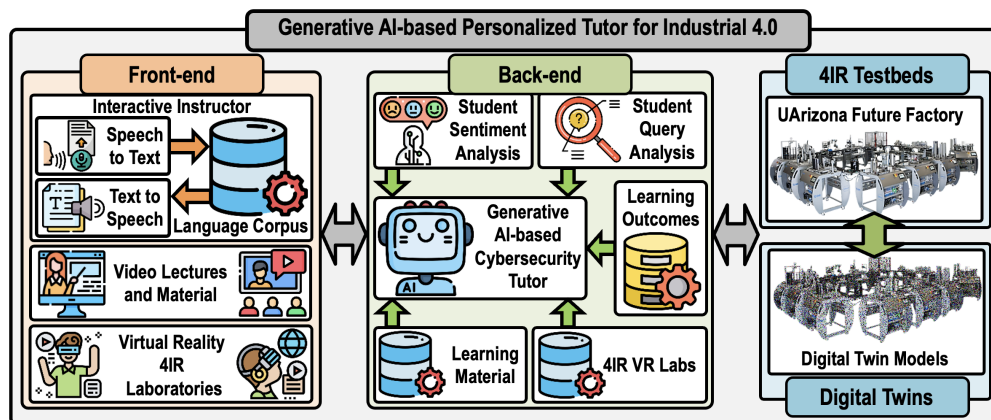 Generative AI-based Personalized Tutor for Industrial 4.0
Front-end
Interactive Instructor
Speech
to Text
Text to
Speech
Language Corpus
Video Lectures
and Material
Virtual Reality
4IR
Laboratories
Back-end
Student
Sentiment
Analysis
Student
Query
Analysis
Generative
AI-based
Cybersecurity
Tutor
AI
Learning
Outcomes
Learning
Material
4IR VR Labs
4IR Testbeds
UArizona Future Factory
Digital Twin Models
Digital Twins